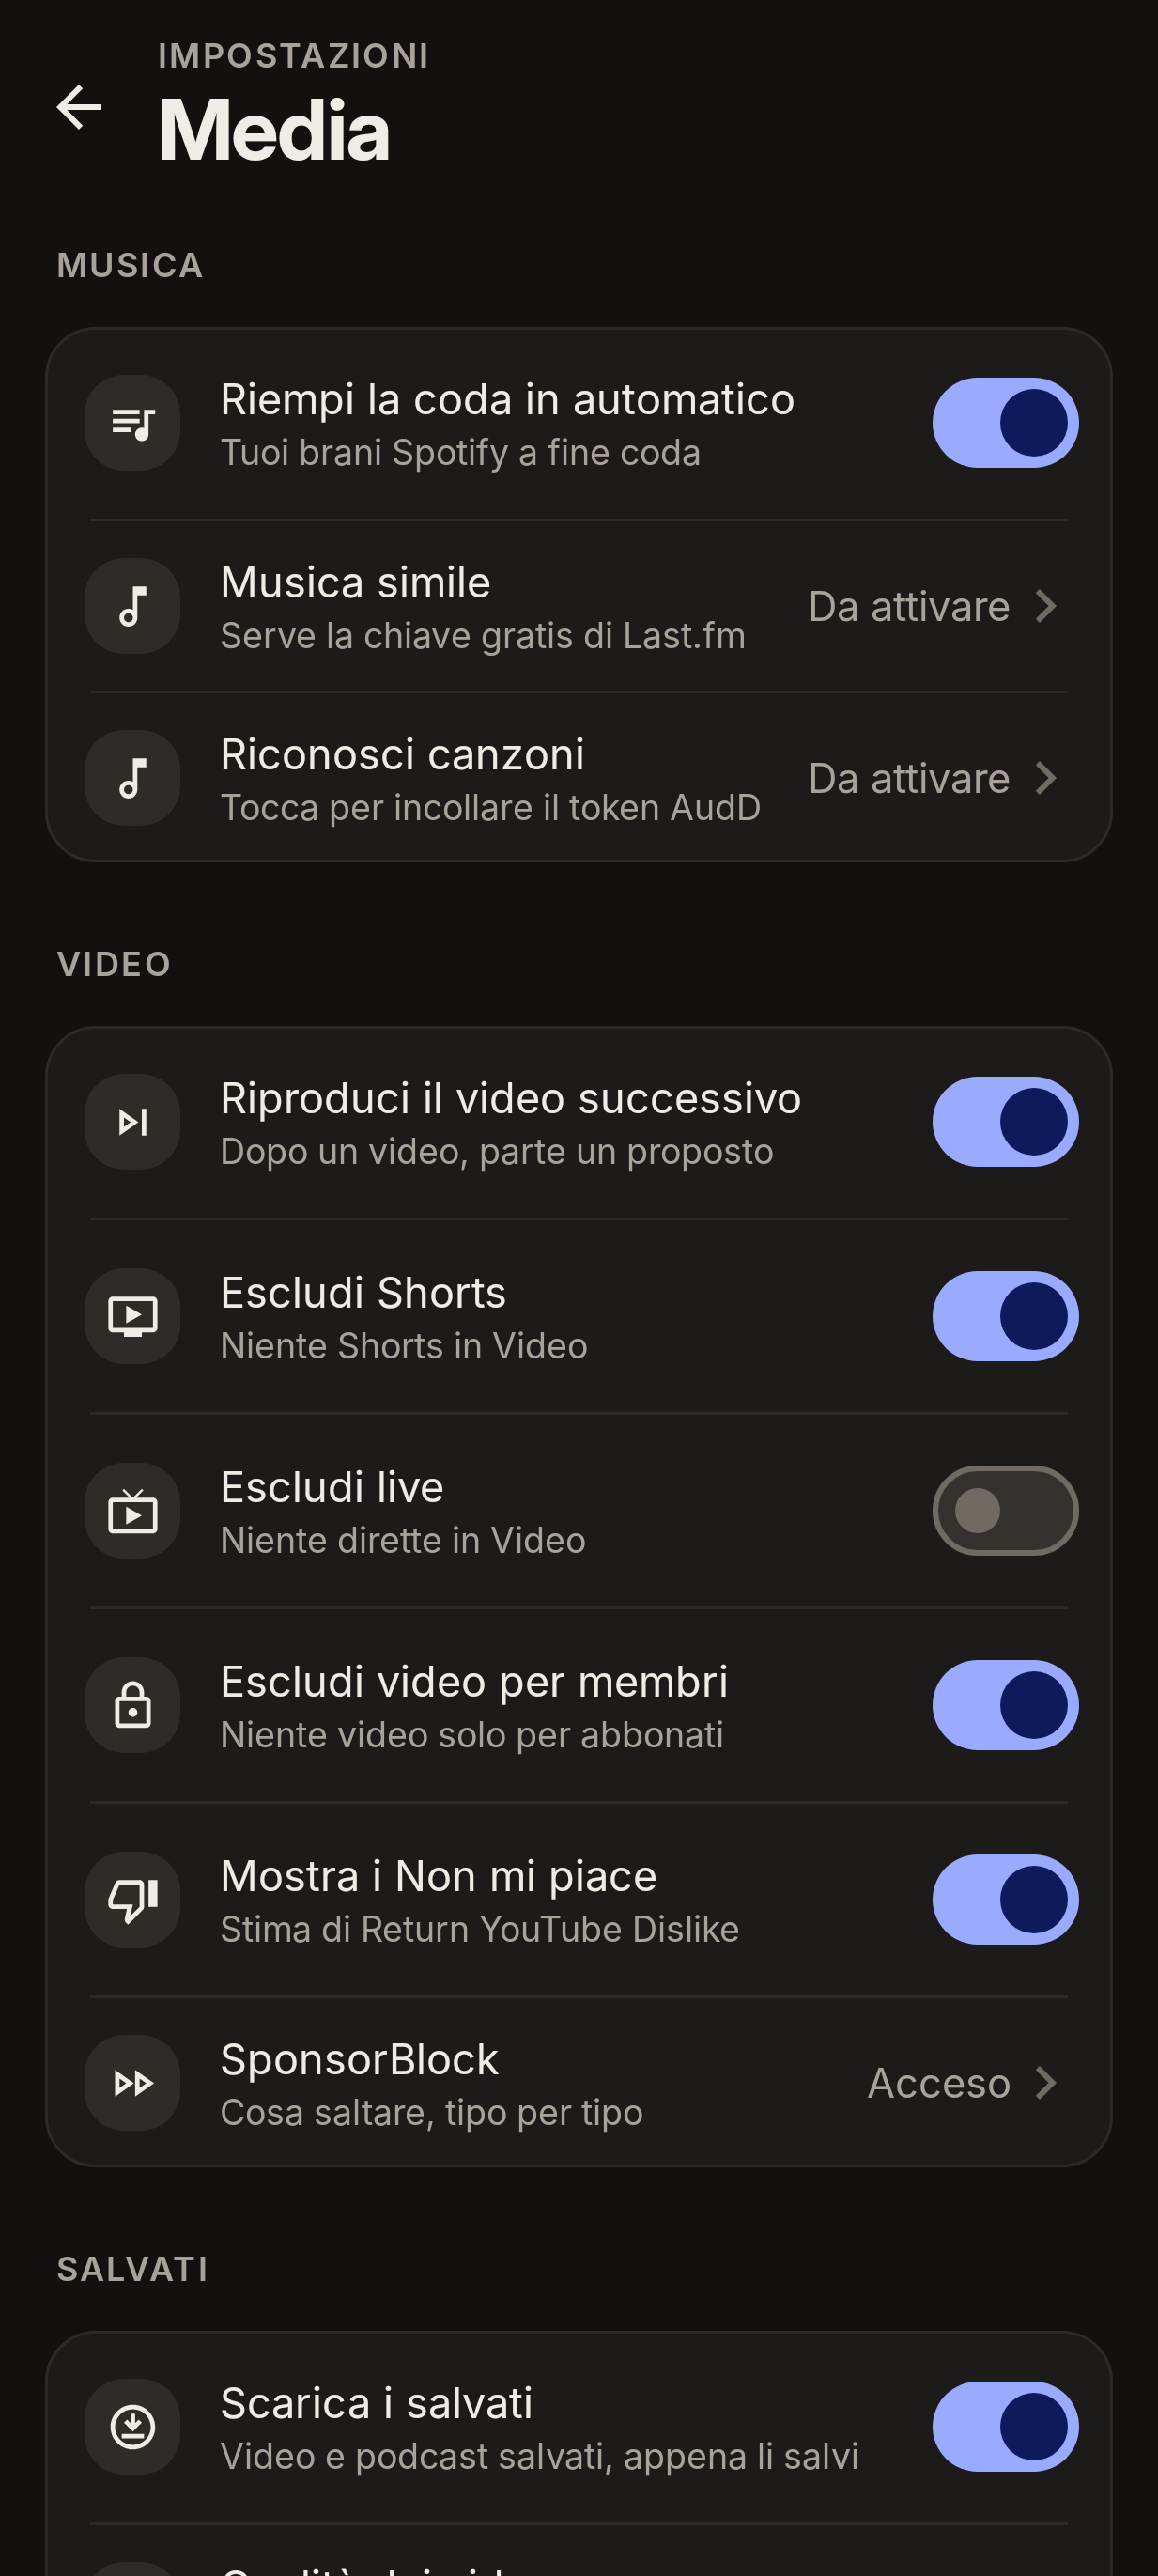 IMPOSTAZIONI
Media
MUSICA
Riempi la coda in automatico
Tuoi brani Spotify a fine coda
Musica simile
Serve la chiave gratis di Last.fm
Da attivare
Riconosci canzoni
Tocca per incollare il token AudD
Da attivare
VIDEO
Riproduci il video successivo
Dopo un video, parte un proposto
Escludi Shorts
Niente Shorts in Video
Escludi live
Niente dirette in Video
Escludi video per membri
Niente video solo per abbonati
Mostra i Non mi piace
Stima di Return YouTube Dislike
SponsorBlock
Cosa saltare, tipo per tipo
Acceso
SALVATI
Scarica i salvati
Video e podcast salvati, appena li salvi